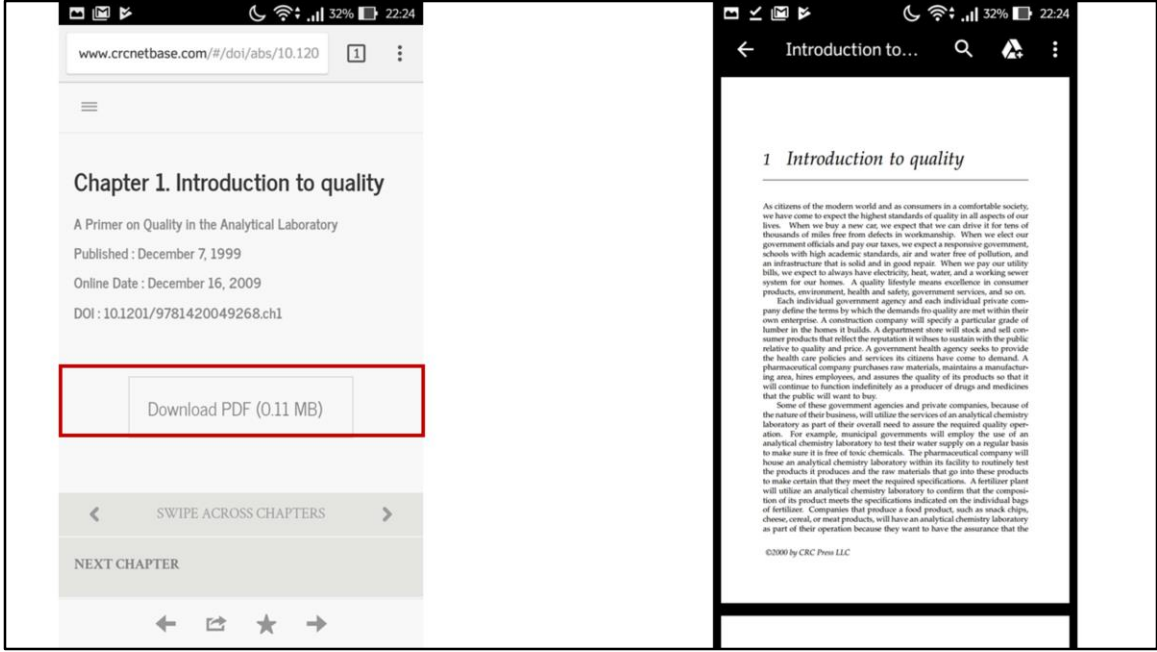 32% 22:24
www.crcnetbase.com/#/doi/abs/10.120 1
Chapter 1. Introduction to quality
A Primer on Quality in the Analytical Laboratory
Published : December 7, 1999
Online Date : December 16, 2009
DOI : 10.1201/9781420049268.ch1
Download PDF (0.11 MB)
SWIPE ACROSS CHAPTERS
NEXT CHAPTER
32% 22:24
Introduction to...
1 Introduction to quality
As citizens of the modern world and as consumers in a comfortable society,
we have come to expect the highest standards of quality in all aspects of our
lives. When we buy a new car, we expect that we can drive it for tens of
thousands of miles free from defects in workmanship. When we elect our
government officials and pay our taxes, we expect a responsive government,
schools with high academic standards, air and water free of pollution, and
an infrastructure that is solid and in good repair. When we pay our utility
bills, we expect to always have electricity, heat, water, and a working sewer
system for our homes. A quality lifestyle means excellence in consumer
products, environment, health and safety, government services, and so on.
Each individual government agency and each individual private com-
pany define the terms by which the demands fro quality are met within their
own enterprise. A construction company will specify a particular grade of
lumber in the homes it builds. A department store will stock and sell con-
sumer products that relfect the reputation it wihses to sustain with the public
relative to quality and price. A government health agency seeks to provide
the health care policies and services its citizens have come to demand. A
pharmaceutical company purchases raw materials, maintains a manufactur-
ing area, hires employees, and assures the quality of its products so that it
will continue to function indefinitely as a producer of drugs and medicines
that the public will want to buy.
Some of these government agencies and private companies, because of
the nature of their business, will utilize the services of an analytical chemistry
laboratory as part of their overall need to assure the required quality oper-
ation. For example, municipal governments will employ the use of an
analytical chemistry laboratory to test their water supply on a regular basis
to make sure it is free of toxic chemicals. The pharmaceutical company will
house an analytical chemistry laboratory within its facility to routinely test
the products it produces and the raw materials that go into these products
to make certain that they meet the required specifications. A fertilizer plant
will utilize an analytical chemistry laboratory to confirm that the composi-
tion of its product meets the specifications indicated on the individual bags
of fertilizer. Companies that produce a food product, such as snack chips,
cheese, cereal, or meat products, will have an analytical chemistry laboratory
as part of their operation because they want to have the assurance that the
©2000 by CRC Press LLC